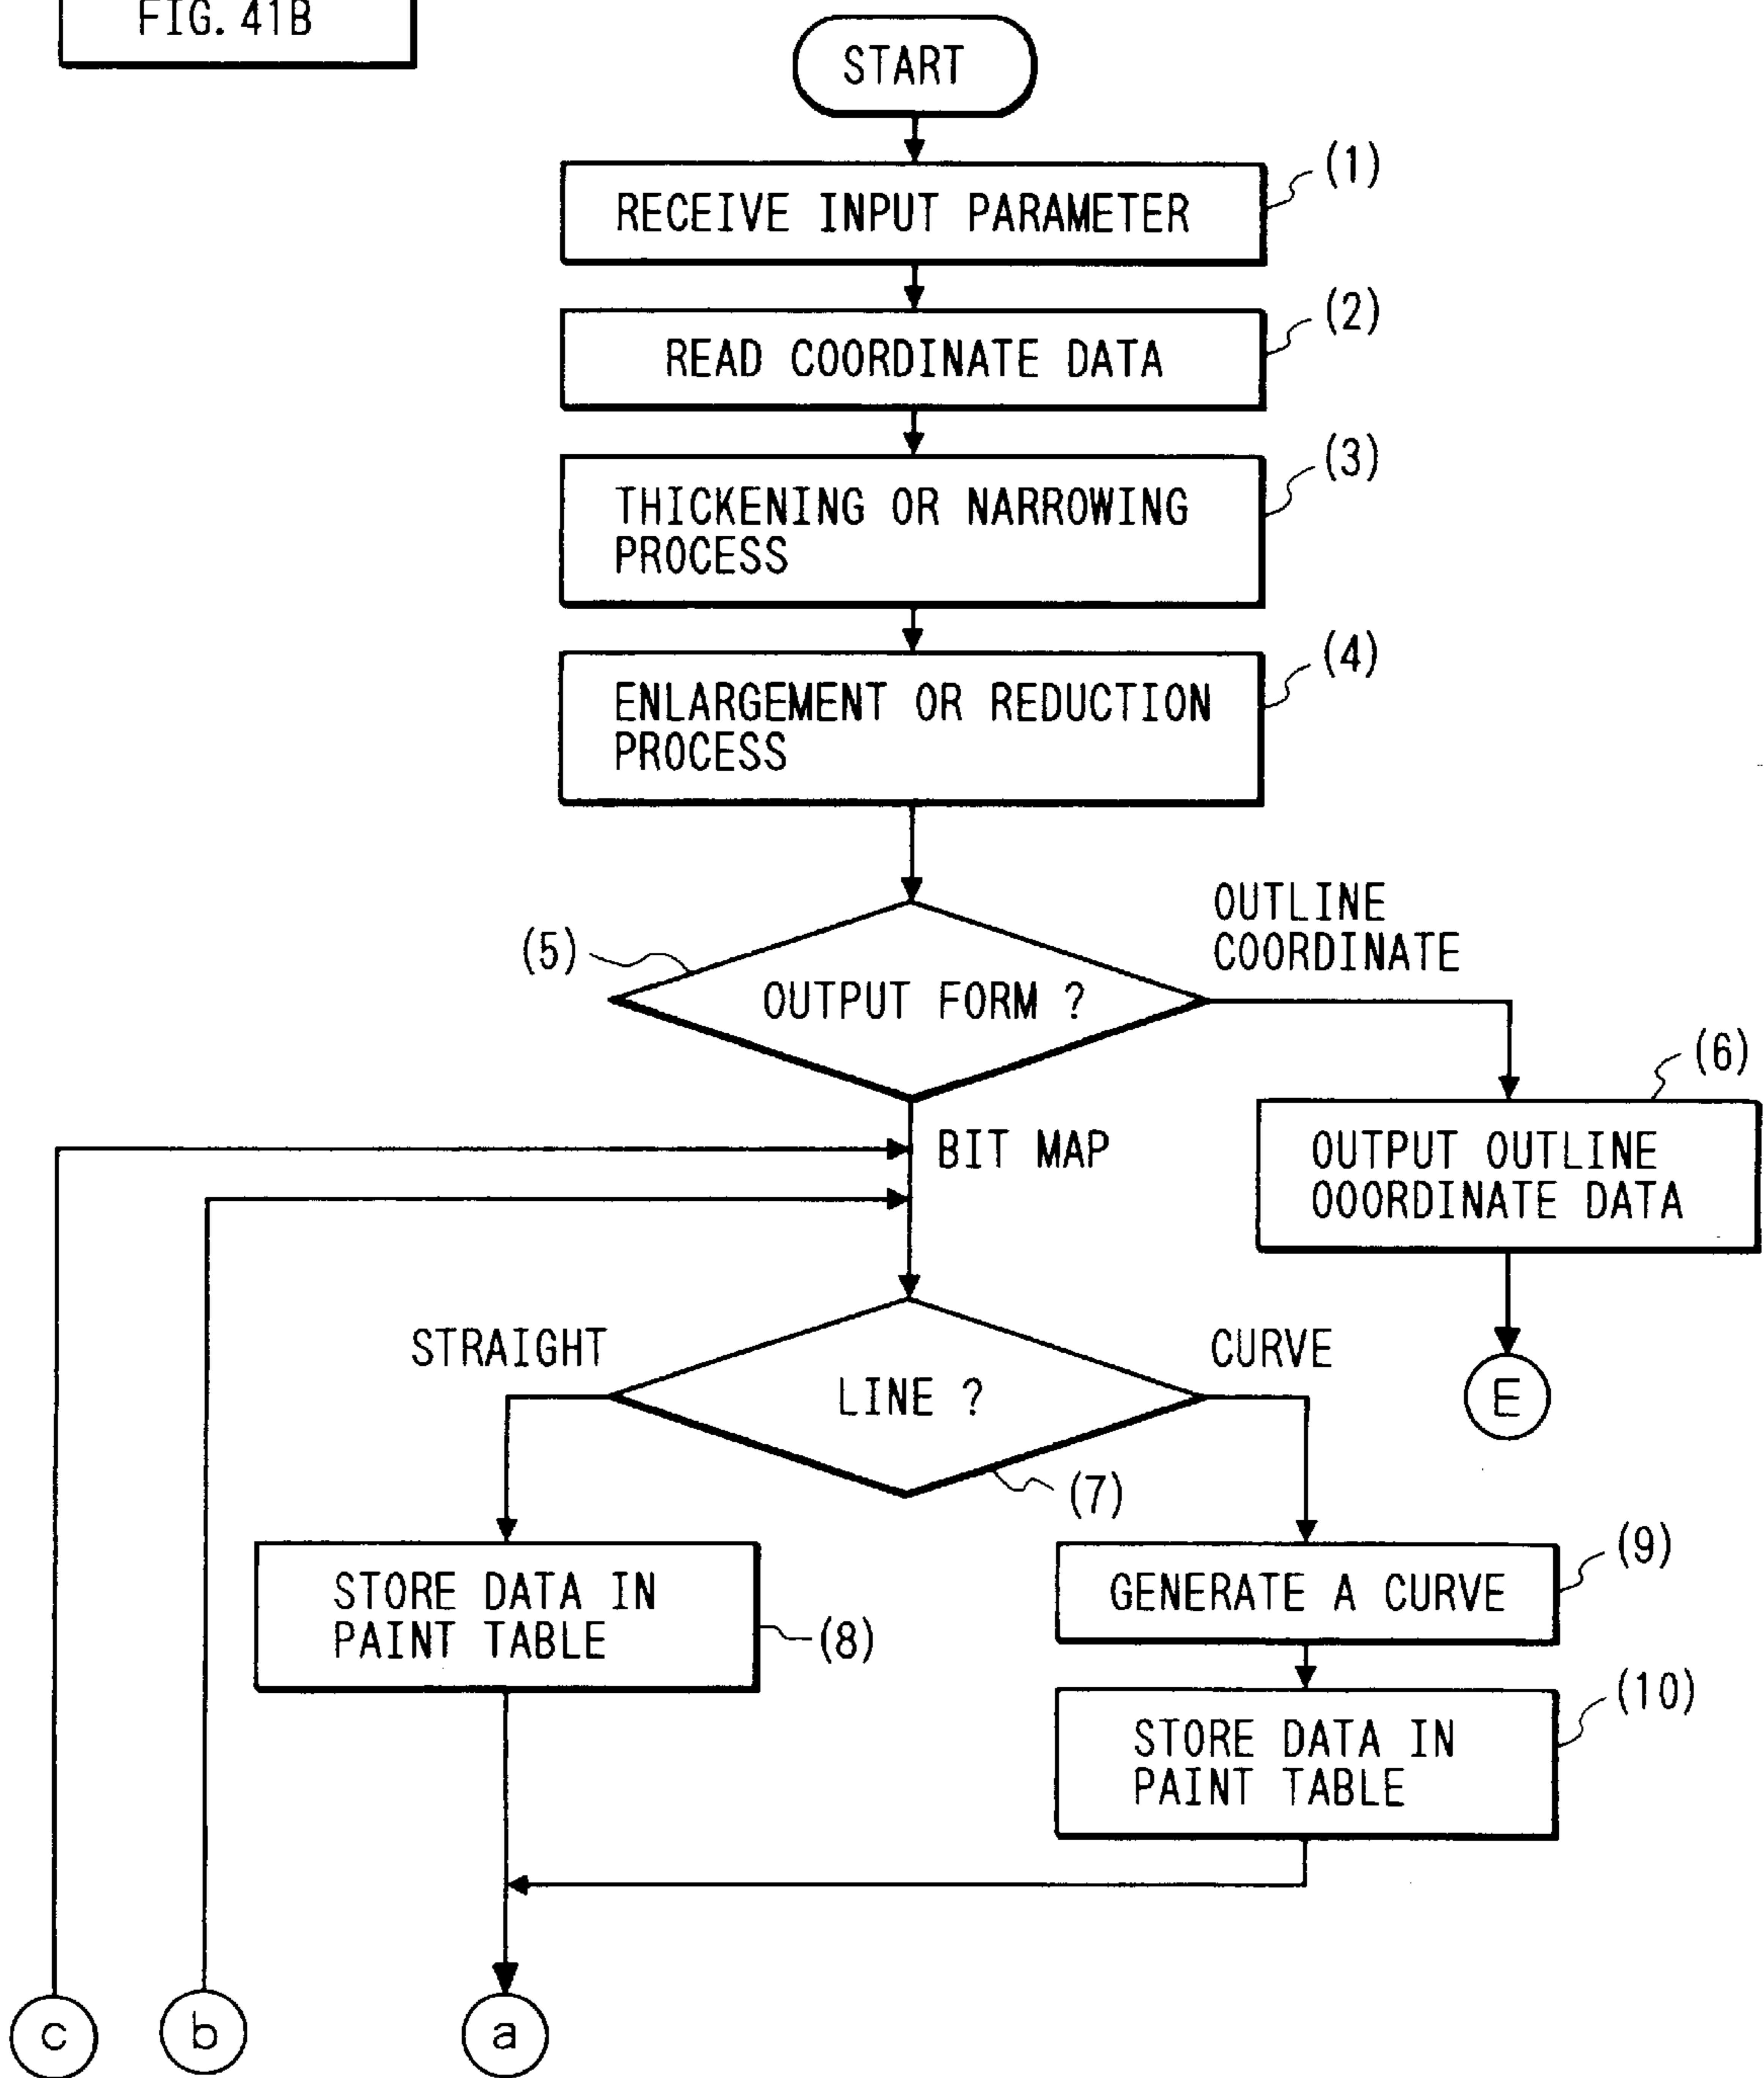 FIG. 41B
START
(1)
RECEIVE INPUT PARAMETER
(2)
READ COORDINATE DATA
(3)
THICKENING OR NARROWING
PROCESS
(4)
ENLARGEMENT OR REDUCTION
PROCESS
OUTLINE
COORDINATE
(5)
OUTPUT FORM ?
(6)
BIT MAP
OUTPUT OUTLINE
OOORDINATE DATA
STRAIGHT
CURVE
LINE ?
E
(7)
(9)
STORE DATA IN
PAINT TABLE
(8)
GENERATE A CURVE
(10)
STORE DATA IN
PAINT TABLE
c
b
a